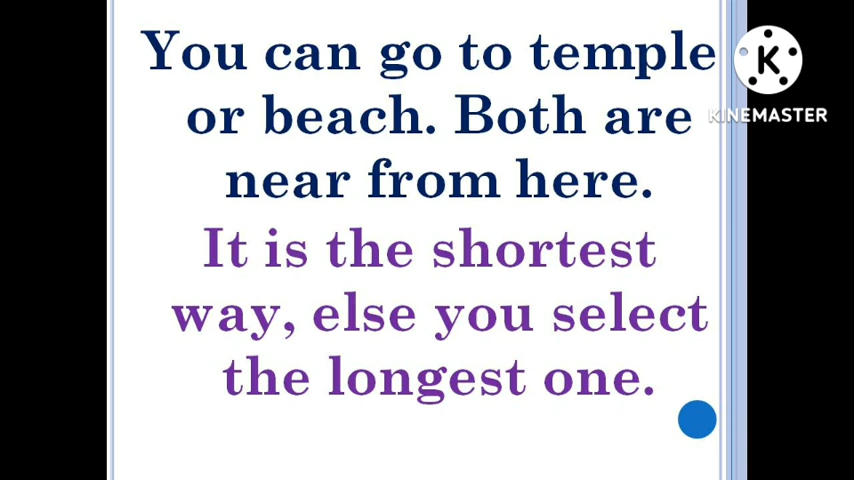 You can go to temple
or beach. Both are
near from here.
It is the shortest
way, else you select
the longest one.
K
KINEMASTER